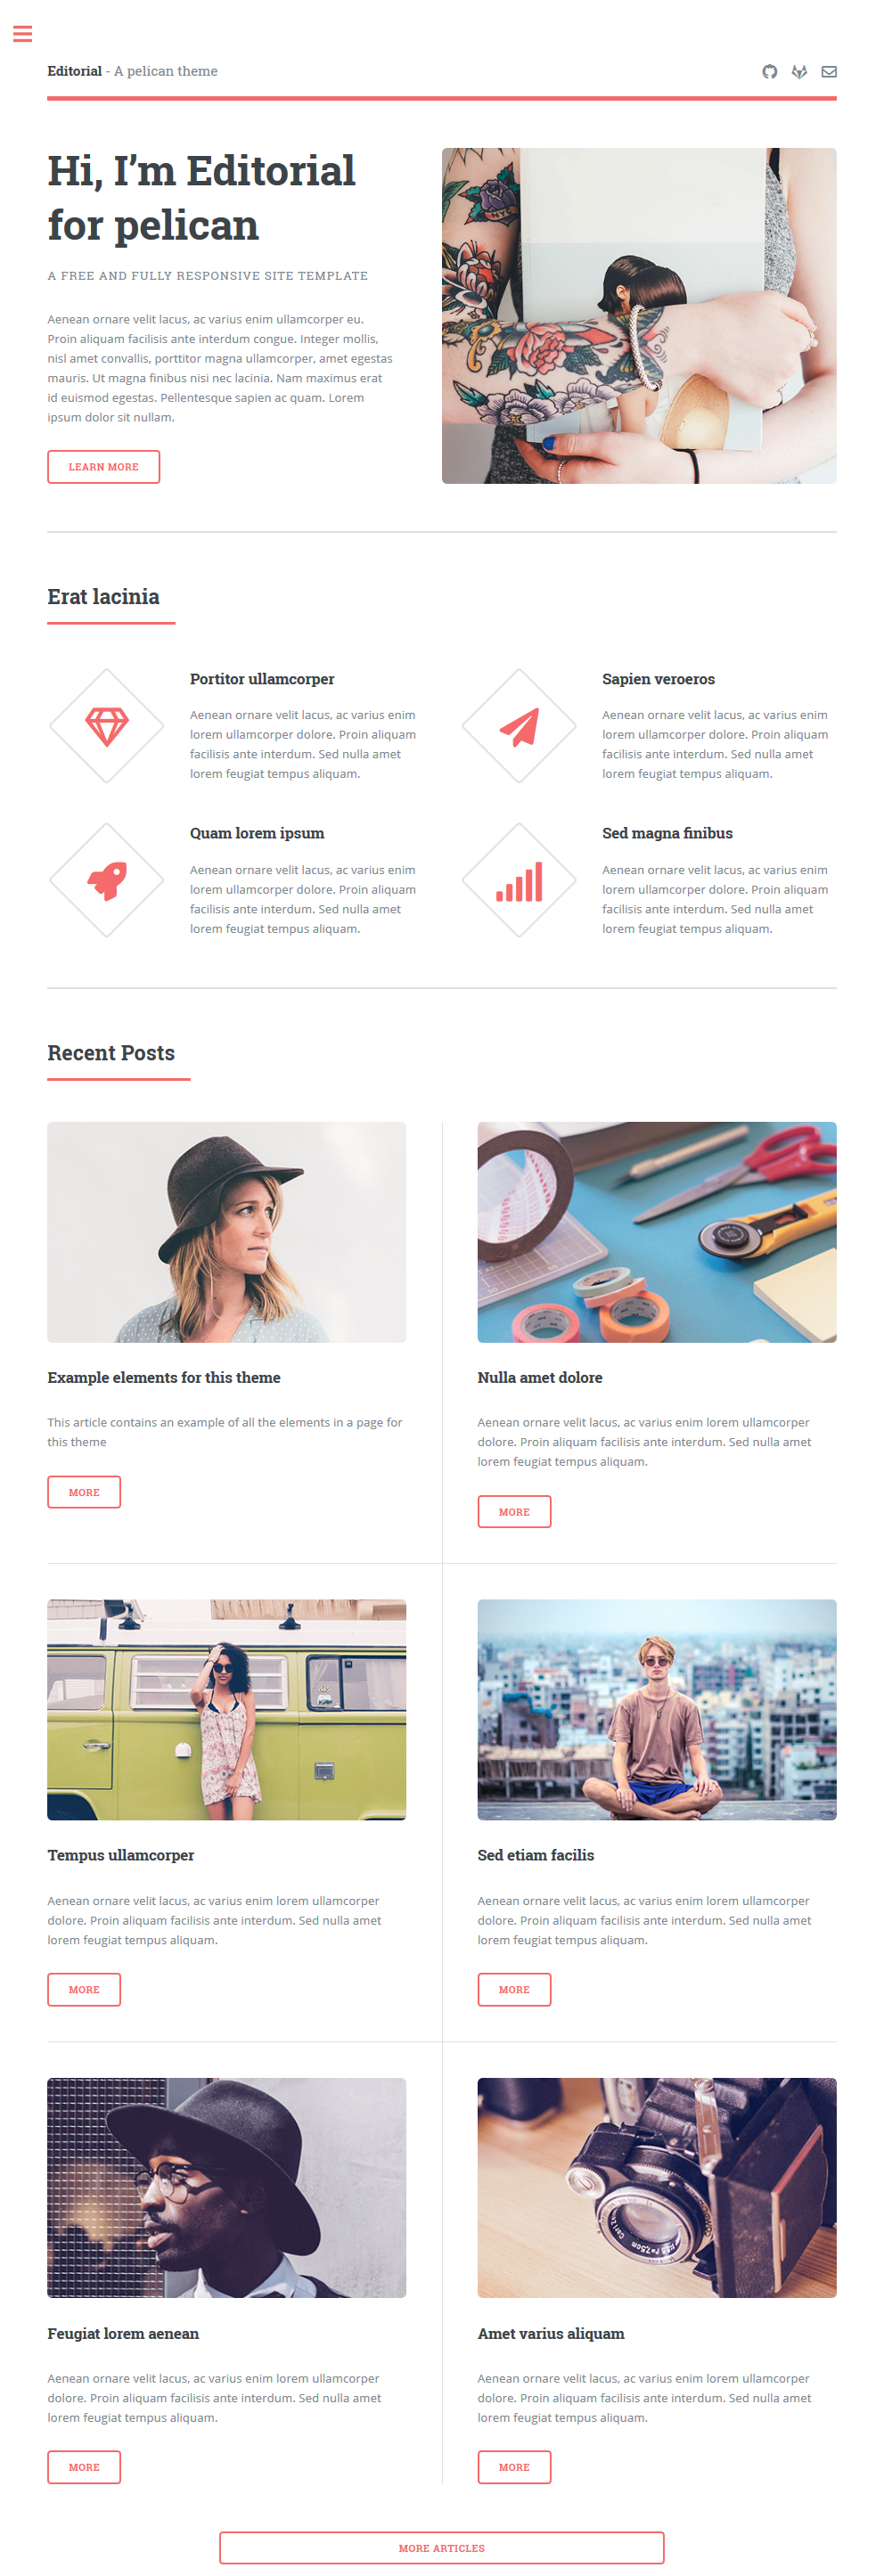 Editorial - A pelican theme
Hi, I’m Editorial
for pelican
A FREE AND FULLY RESPONSIVE SITE TEMPLATE
Aenean ornare velit lacus, ac varius enim ullamcorper eu.
Proin aliquam facilisis ante interdum congue. Integer mollis,
nisl amet convallis, porttitor magna ullamcorper, amet egestas
mauris. Ut magna finibus nisi nec lacinia. Nam maximus erat
id euismod egestas. Pellentesque sapien ac quam. Lorem
ipsum dolor sit nullam.
LEARN MORE
Erat lacinia
Portitor ullamcorper
Aenean ornare velit lacus, ac varius enim
lorem ullamcorper dolore. Proin aliquam
facilisis ante interdum. Sed nulla amet
lorem feugiat tempus aliquam.
Sapien veroeros
Aenean ornare velit lacus, ac varius enim
lorem ullamcorper dolore. Proin aliquam
facilisis ante interdum. Sed nulla amet
lorem feugiat tempus aliquam.
Quam lorem ipsum
Aenean ornare velit lacus, ac varius enim
lorem ullamcorper dolore. Proin aliquam
facilisis ante interdum. Sed nulla amet
lorem feugiat tempus aliquam.
Sed magna finibus
Aenean ornare velit lacus, ac varius enim
lorem ullamcorper dolore. Proin aliquam
facilisis ante interdum. Sed nulla amet
lorem feugiat tempus aliquam.
Recent Posts
Example elements for this theme
This article contains an example of all the elements in a page for
this theme
MORE
Nulla amet dolore
Aenean ornare velit lacus, ac varius enim lorem ullamcorper
dolore. Proin aliquam facilisis ante interdum. Sed nulla amet
lorem feugiat tempus aliquam.
MORE
Tempus ullamcorper
Aenean ornare velit lacus, ac varius enim lorem ullamcorper
dolore. Proin aliquam facilisis ante interdum. Sed nulla amet
lorem feugiat tempus aliquam.
MORE
Sed etiam facilis
Aenean ornare velit lacus, ac varius enim lorem ullamcorper
dolore. Proin aliquam facilisis ante interdum. Sed nulla amet
lorem feugiat tempus aliquam.
MORE
Feugiat lorem aenean
Aenean ornare velit lacus, ac varius enim lorem ullamcorper
dolore. Proin aliquam facilisis ante interdum. Sed nulla amet
lorem feugiat tempus aliquam.
MORE
Amet varius aliquam
Aenean ornare velit lacus, ac varius enim lorem ullamcorper
dolore. Proin aliquam facilisis ante interdum. Sed nulla amet
lorem feugiat tempus aliquam.
MORE
MORE ARTICLES